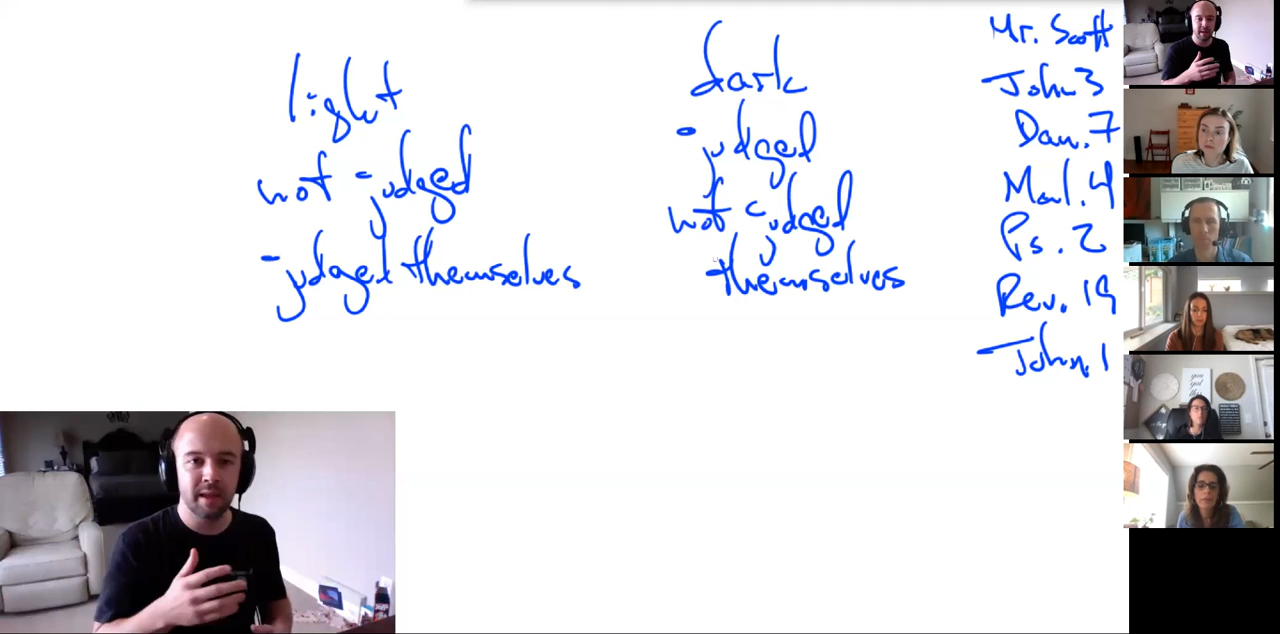 light
not judged
judged themselves
dark
judged
not judged
themselves
Mr. Scott
John 3
Dan. 7
Mal. 4
Ps. 2
Rev. 19
John. 1